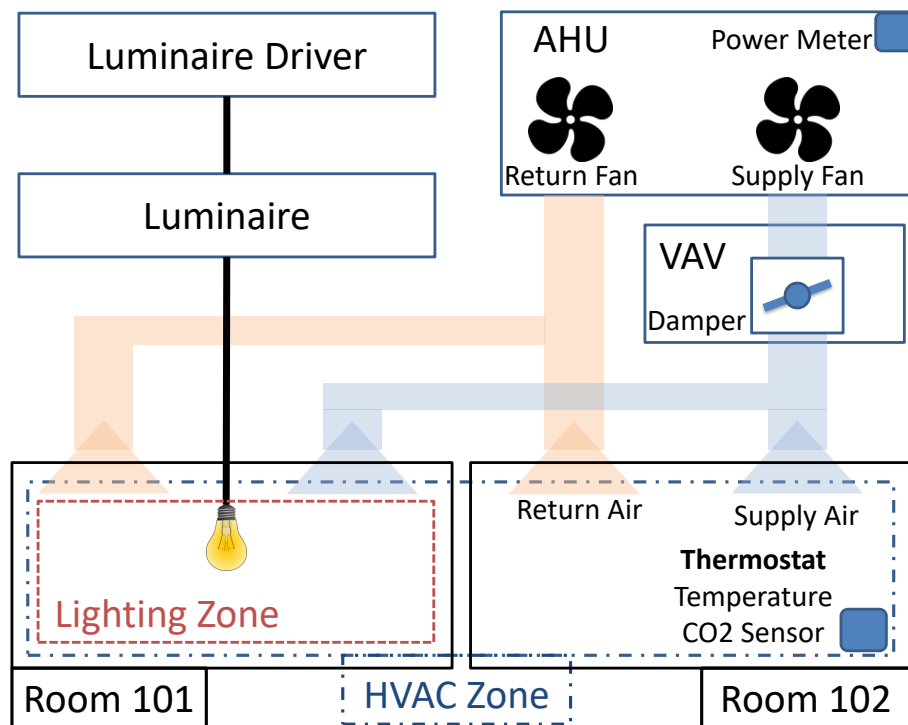 Luminaire Driver
AHU
Power Meter
Return Fan
Supply Fan
Luminaire
VAV
Damper
Return Air
Supply Air
Thermostat
Temperature
CO2 Sensor
Lighting Zone
Room 101
HVAC Zone
Room 102